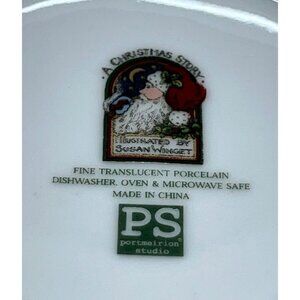 A CHRISTMAS STORY
ILLUSTRATED BY
SUSAN WINGET
FINE TRANSLUCENT PORCELAIN
DISHWASHER, OVEN & MICROWAVE SAFE
MADE IN CHINA
PS
portmeirion
studio